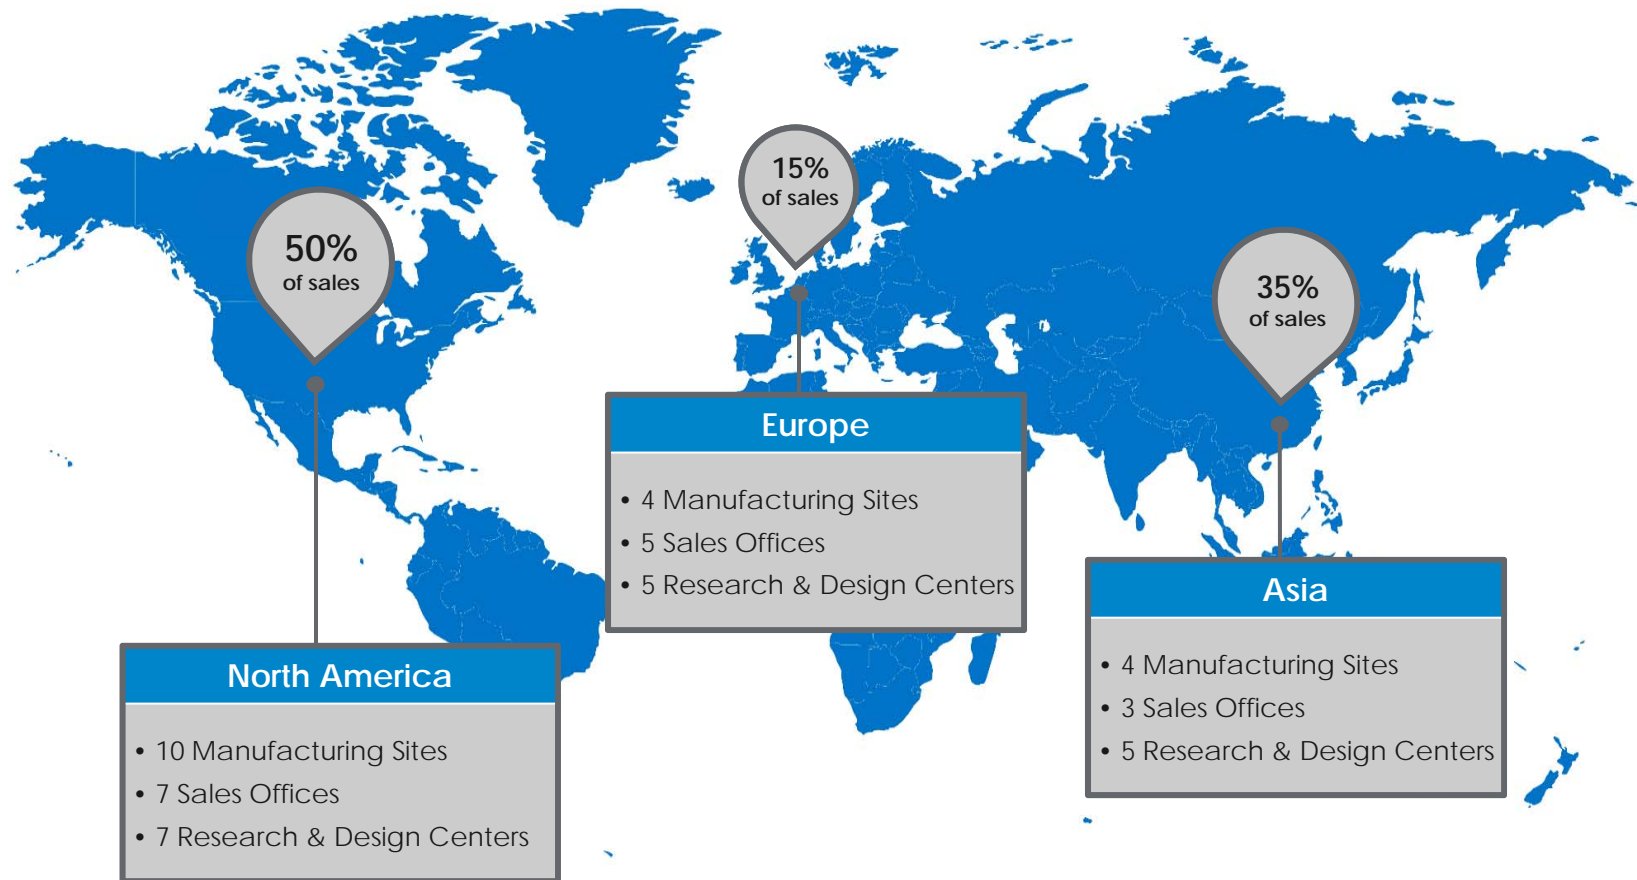 15%
of sales
50%
of sales
35%
of sales
Europe
• 4 Manufacturing Sites
• 5 Sales Offices
• 5 Research & Design Centers
Asia
• 4 Manufacturing Sites
• 3 Sales Offices
• 5 Research & Design Centers
North America
• 10 Manufacturing Sites
• 7 Sales Offices
• 7 Research & Design Centers